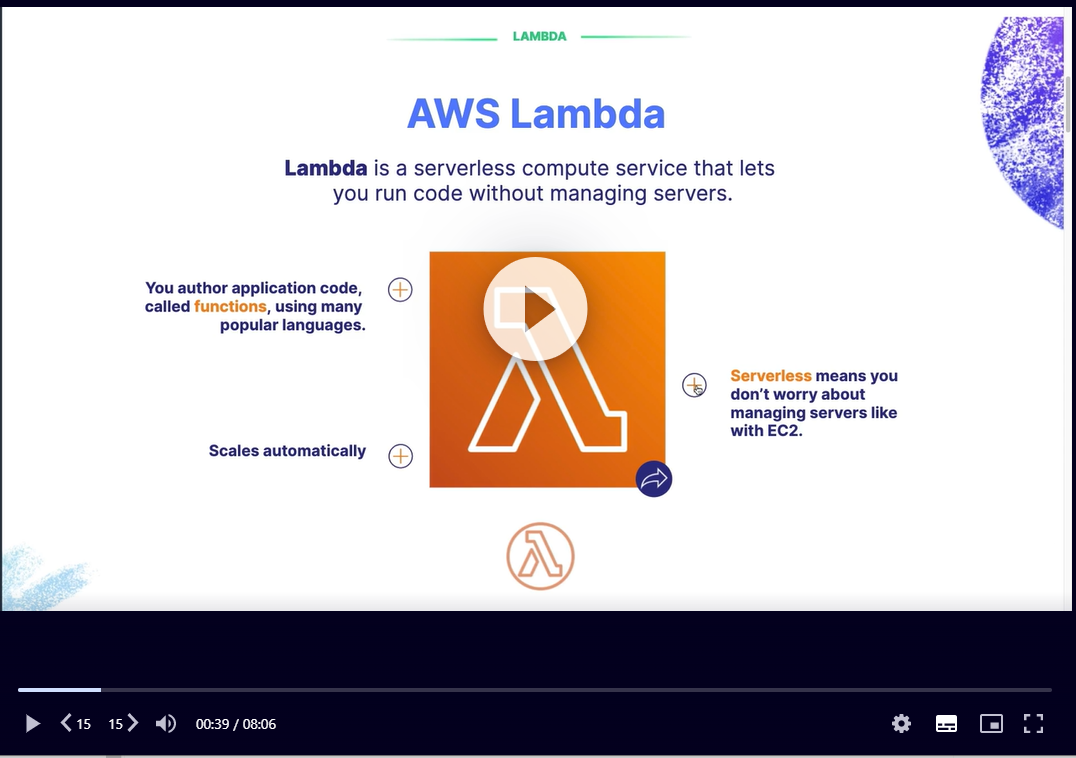 LAMBDA
AWS Lambda
Lambda is a serverless compute service that lets
you run code without managing servers.
You author application code,
called functions, using many
popular languages.
Serverless means you
don’t worry about
managing servers like
with EC2.
Scales automatically
15 15 00:39 / 08:06